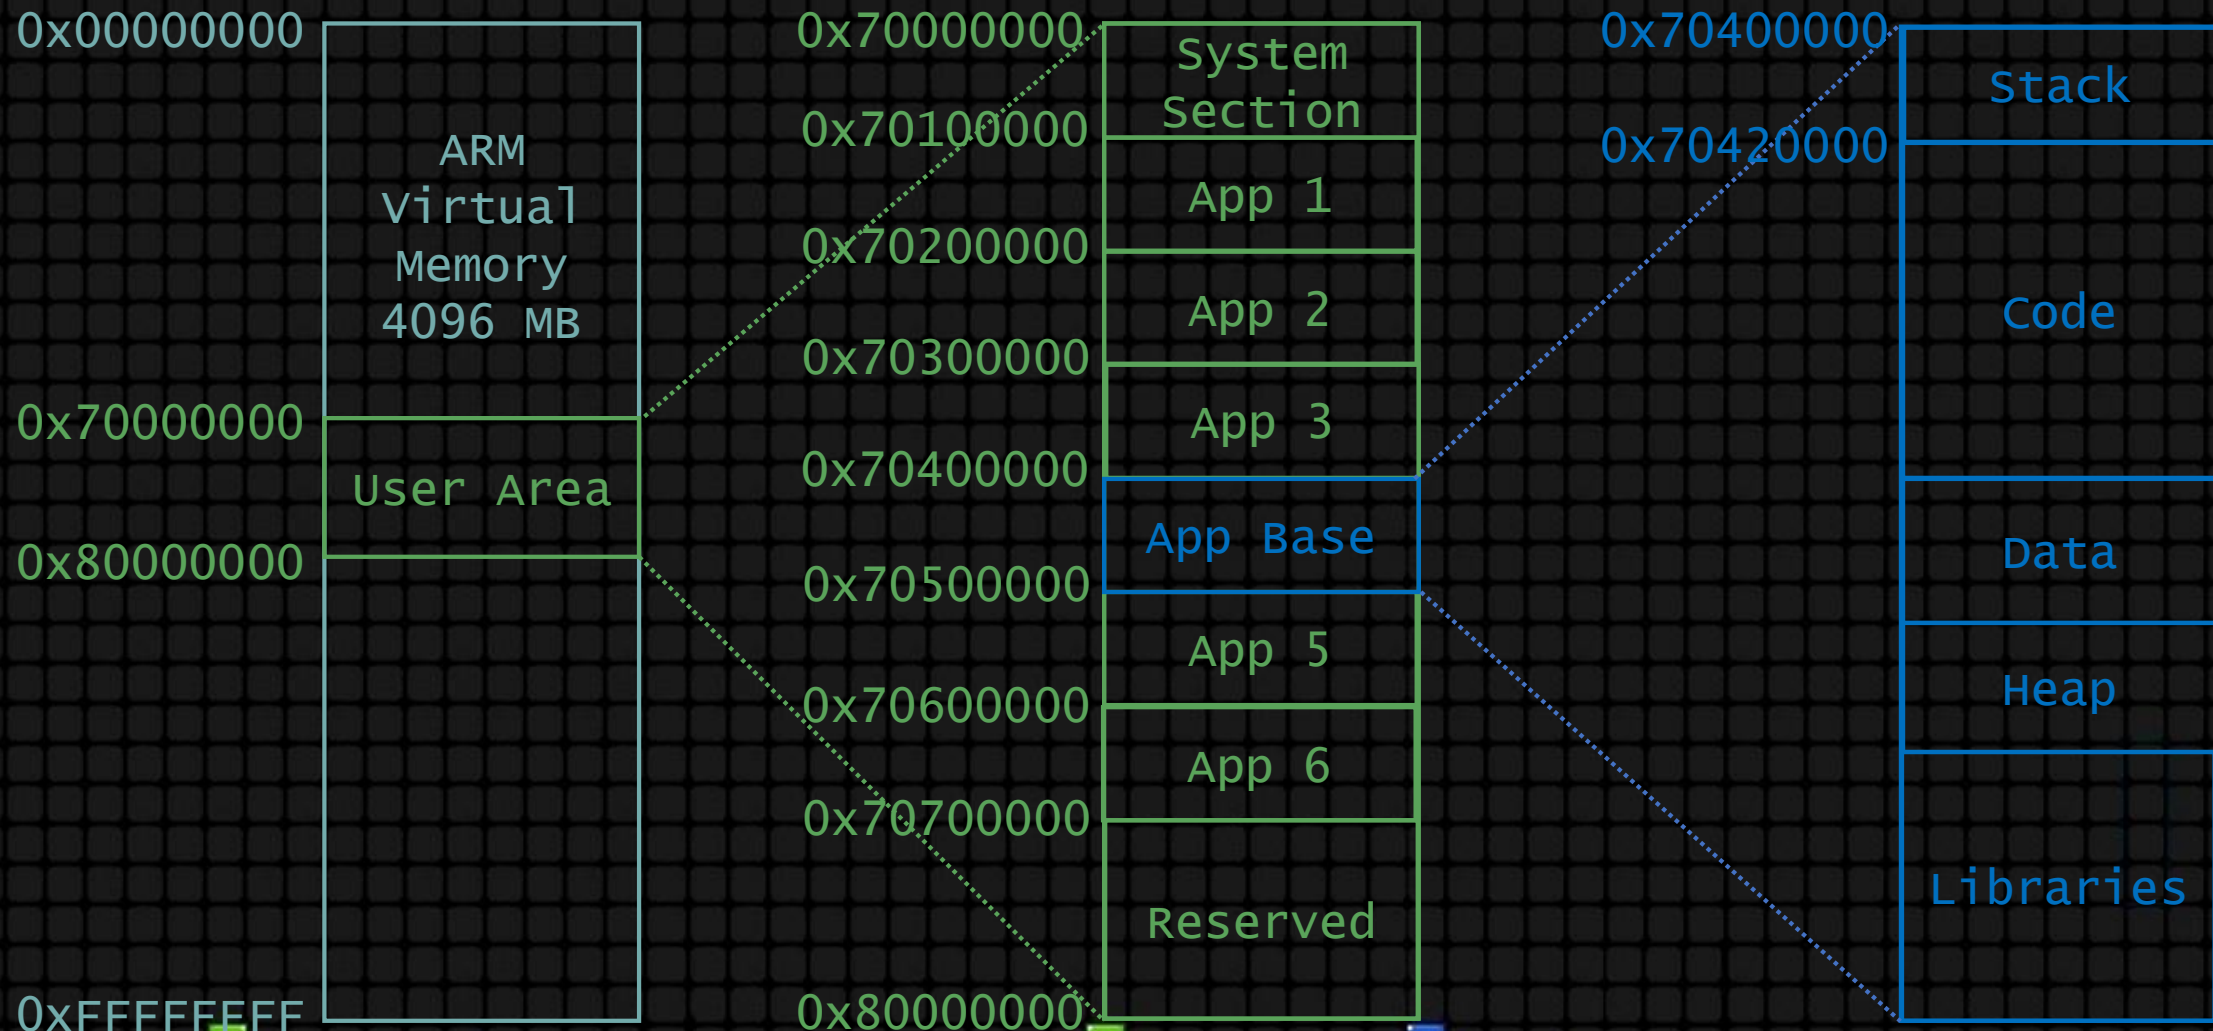 0x00000000
ARM
Virtual
Memory
4096 MB
0x70000000
User Area
0x80000000
0xFFFFFFFF
0x70000000
System
Section
0x70100000
App 1
0x70200000
App 2
0x70300000
App 3
0x70400000
App Base
0x70500000
App 5
0x70600000
App 6
0x70700000
Reserved
0x80000000
0x70400000
Stack
0x70420000
Code
Data
Heap
Libraries